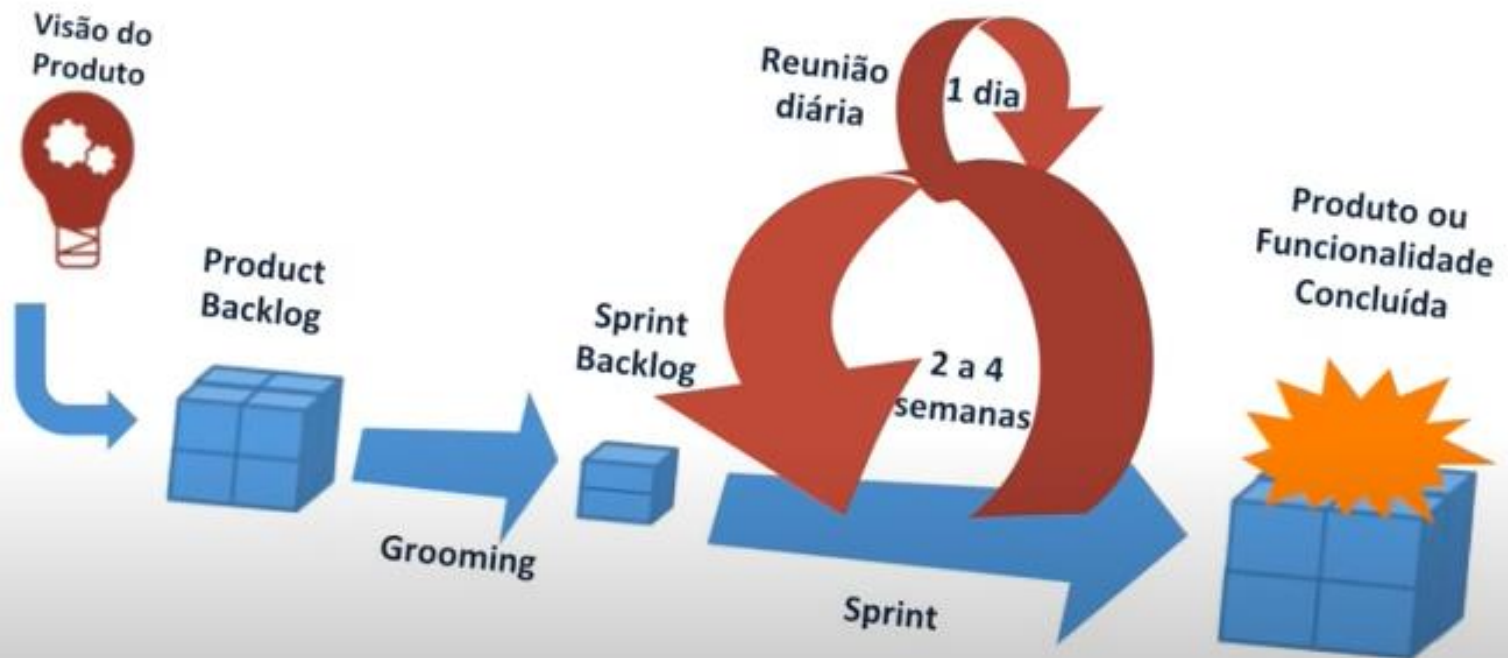 Visão do
Produto
Product
Backlog
Grooming
Sprint
Backlog
Reunião
diária
1 dia
2 a 4
semanas
Sprint
Produto ou
Funcionalidade
Concluída